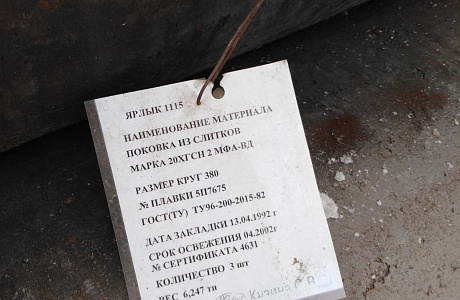 ЯРЛЫК 1115
НАИМЕНОВАНИЕ МАТЕРИАЛА
ПОКОВКА ИЗ СЛИТКОВ
МАРКА 20ХГСН 2 МФА-ВД
РАЗМЕР КРУГ 380
№ ПЛАВКИ 5П7675
ГОСТ(ТУ) ТУ96-200-2015-82
ДАТА ЗАКЛАДКИ 13.04.1992 г
СРОК ОСВЕЖЕНИЯ 04.2002г
№ СЕРТИФИКАТА 4631
КОЛИЧЕСТВО 3 шт
ВЕС 6,247 тн